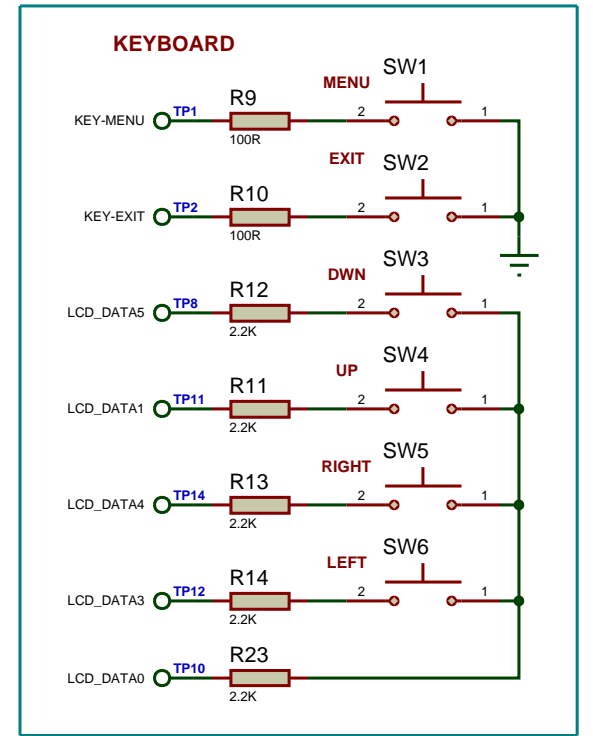 KEYBOARD
SW1
MENU
R9
KEY-MENU TP1 2 1
100R
EXIT SW2
R10
KEY-EXIT TP2 2 1
100R
SW3
DWN
R12
LCD_DATA5 TP8 2 1
2.2K
SW4
UP
R11
LCD_DATA1 TP11 2 1
2.2K
SW5
RIGHT
R13
LCD_DATA4 TP14 2 1
2.2K
SW6
LEFT
R14
LCD_DATA3 TP12 2 1
2.2K
R23
LCD_DATA0 TP10
2.2K